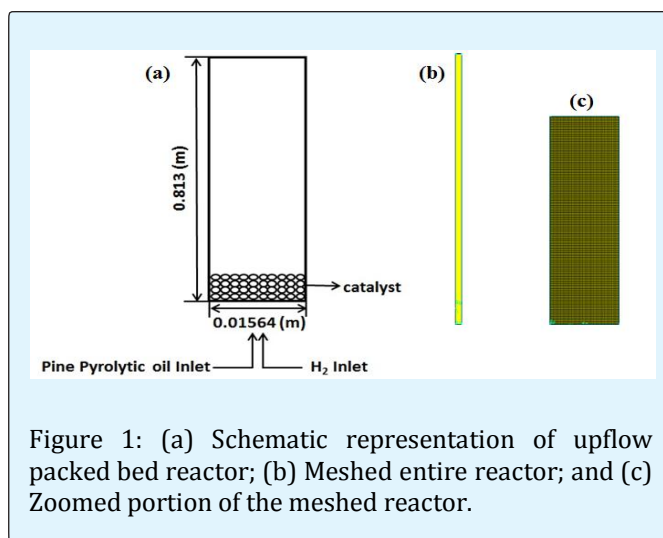 (a)
(b)
(c)
0.813 (m)
catalyst
0.01564 (m)
Pine Pyrolytic oil Inlet
H₂ Inlet
Figure 1: (a) Schematic representation of upflow
packed bed reactor; (b) Meshed entire reactor; and (c)
Zoomed portion of the meshed reactor.